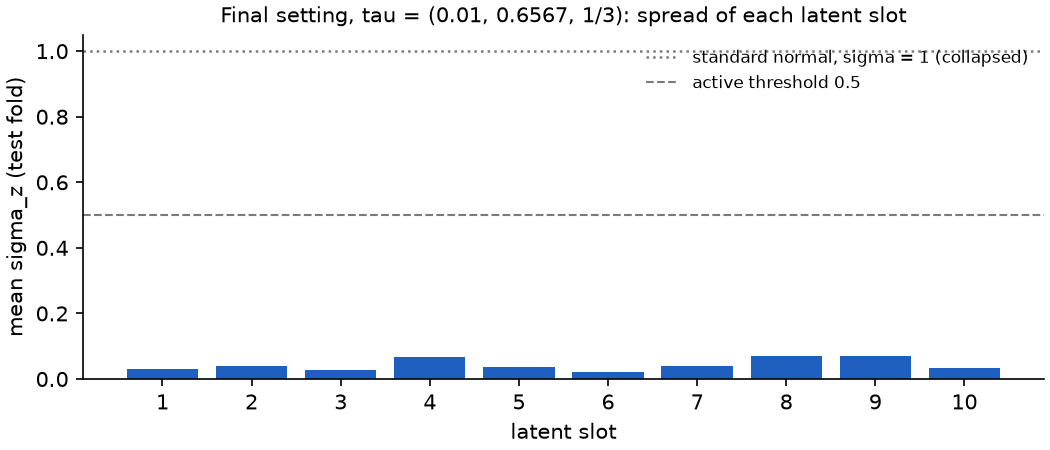 Final setting, tau = (0.01, 0.6567, 1/3): spread of each latent slot
standard normal, sigma = 1 (collapsed)
active threshold 0.5
mean sigma_z (test fold)
1.0
0.8
0.6
0.4
0.2
0.0
1 2 3 4 5 6 7 8 9 10
latent slot